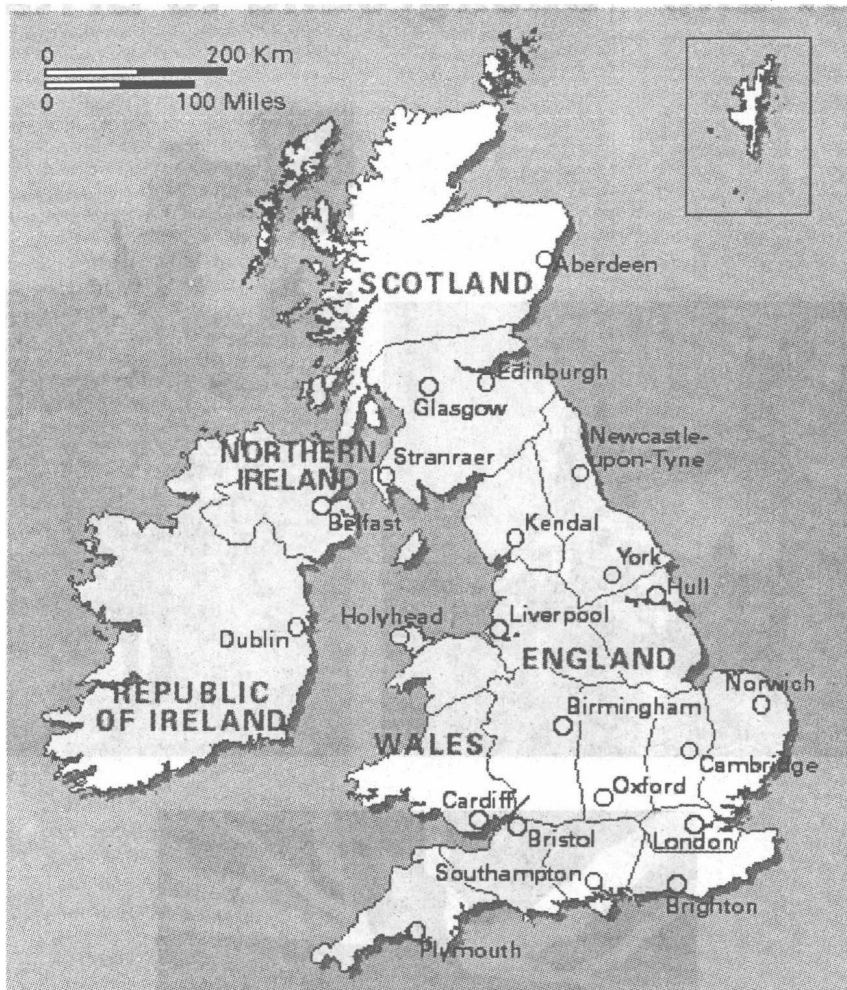 0 200 Km
0 100 Miles
Aberdeen
SCOTLAND
Edinburgh
Glasgow
Newcastle-
upon-Tyne
NORTHERN
IRELAND
Stranraer
Belfast
Kendal
York
Hull
Holyhead
Liverpool
Dublin
ENGLAND
REPUBLIC
OF IRELAND
Norwich
Birmingham
WALES
Cambridge
Oxford
Cardiff
Bristol
London
Southampton
Brighton
Plymouth